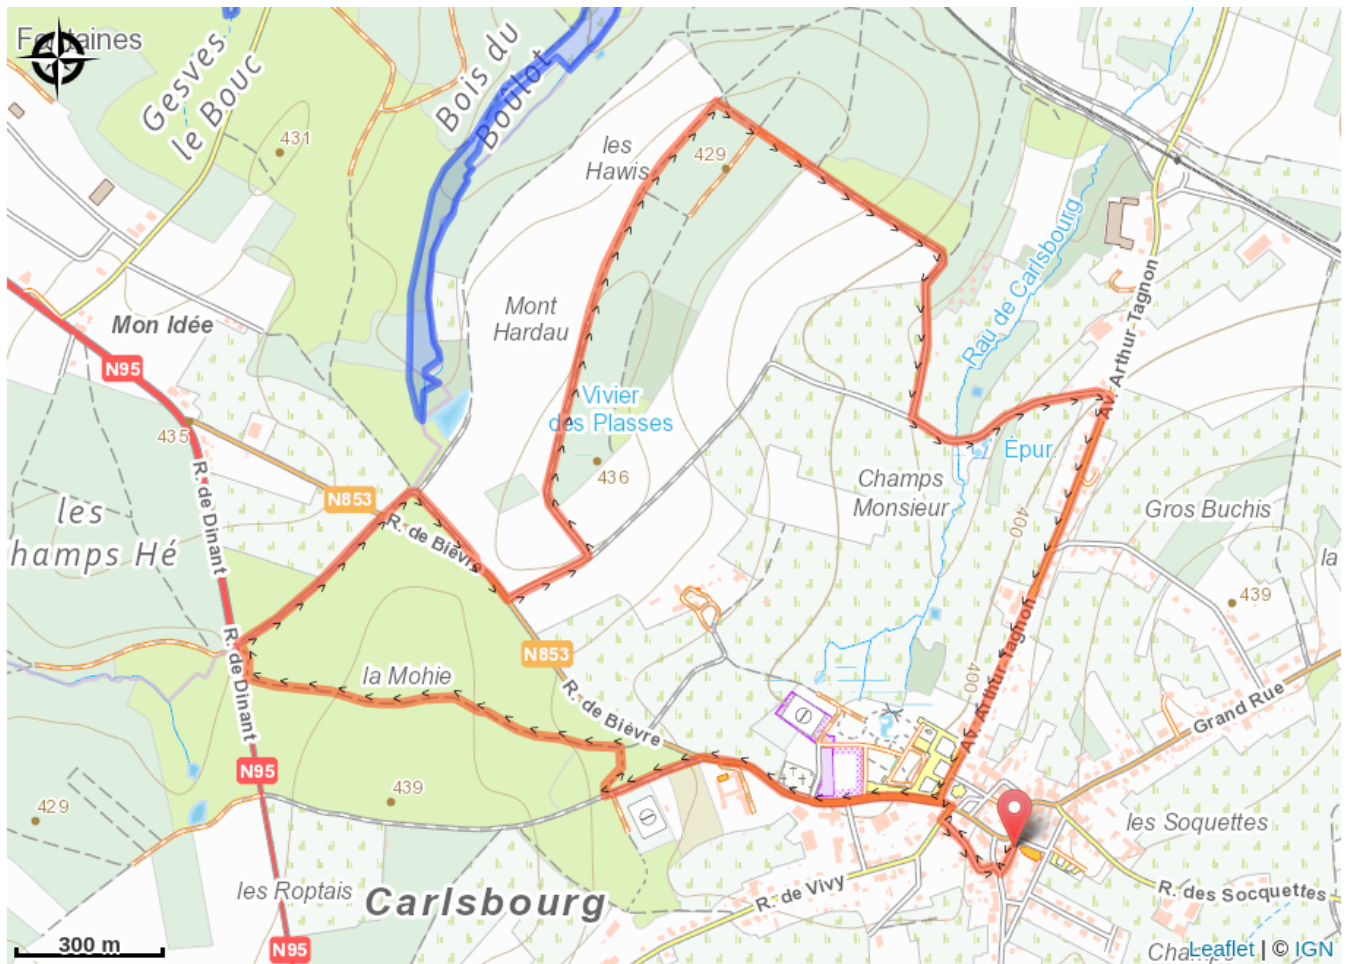 Fontaines
Gesves
le Bouc
Bois du
Boulot
431
les
Hawis
429
Rau de Carlsbourg
Av. Arthur Tagnon
Mont
Hardau
Mon Idée
N95
Vivier
des Plasses
435
R. de Dinant
N853
R. de Bièvre
436
Épur.
Champs
Monsieur
400
Gros Buchis
les
hamps Hé
la
439
R. de Dinant
la Mohie
N853
R. de Bièvre
400
Av. Arthur Tagnon
Grand Rue
N95
439
429
les Soquettes
les Roptais
Carlsbourg
R. de Vivy
R. des Socquettes
N95
300 m
Champs
Leaflet | © IGN